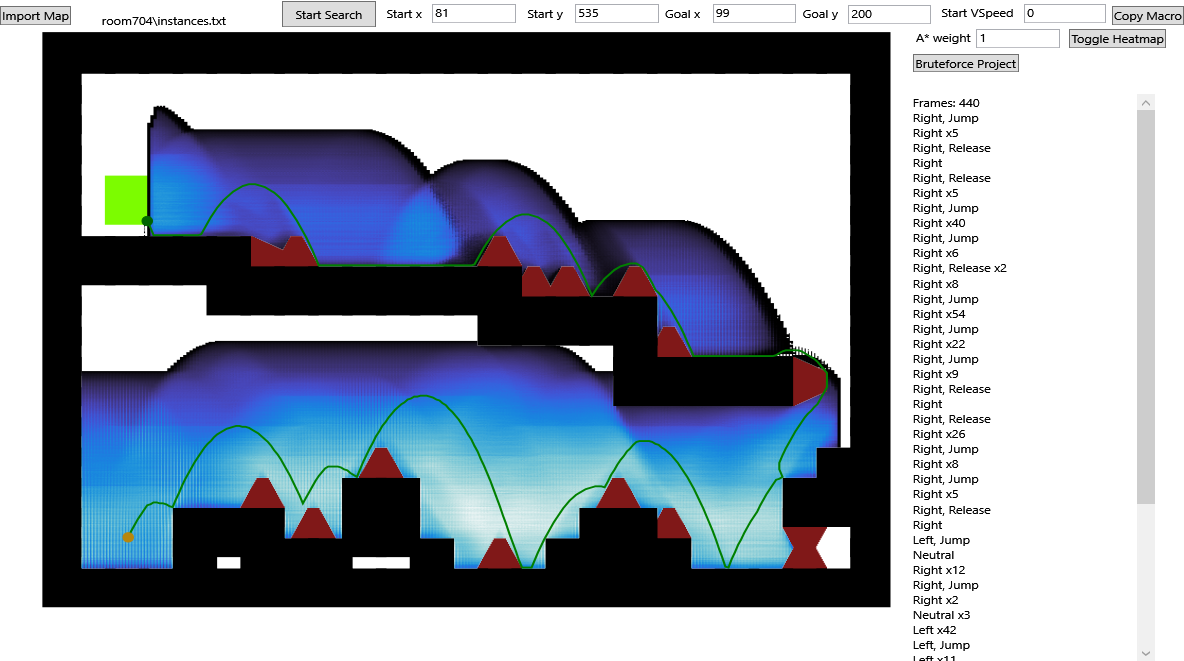 Import Map
room704\instances.txt
Start Search
Start x 81
Start y 535
Goal x 99
Goal y 200
Start VSpeed 0
Copy Macro
A* weight 1
Toggle Heatmap
Bruteforce Project
Frames: 440
Right, Jump
Right x5
Right, Release
Right
Right, Release
Right x5
Right, Jump
Right x40
Right, Jump
Right x6
Right, Release x2
Right x8
Right, Jump
Right x54
Right, Jump
Right x22
Right, Jump
Right x9
Right, Release
Right
Right, Release
Right x26
Right, Jump
Right x8
Right, Jump
Right x5
Right, Release
Right
Left, Jump
Neutral
Right x12
Right, Jump
Right x2
Neutral x3
Left x42
Left, Jump
Left x11